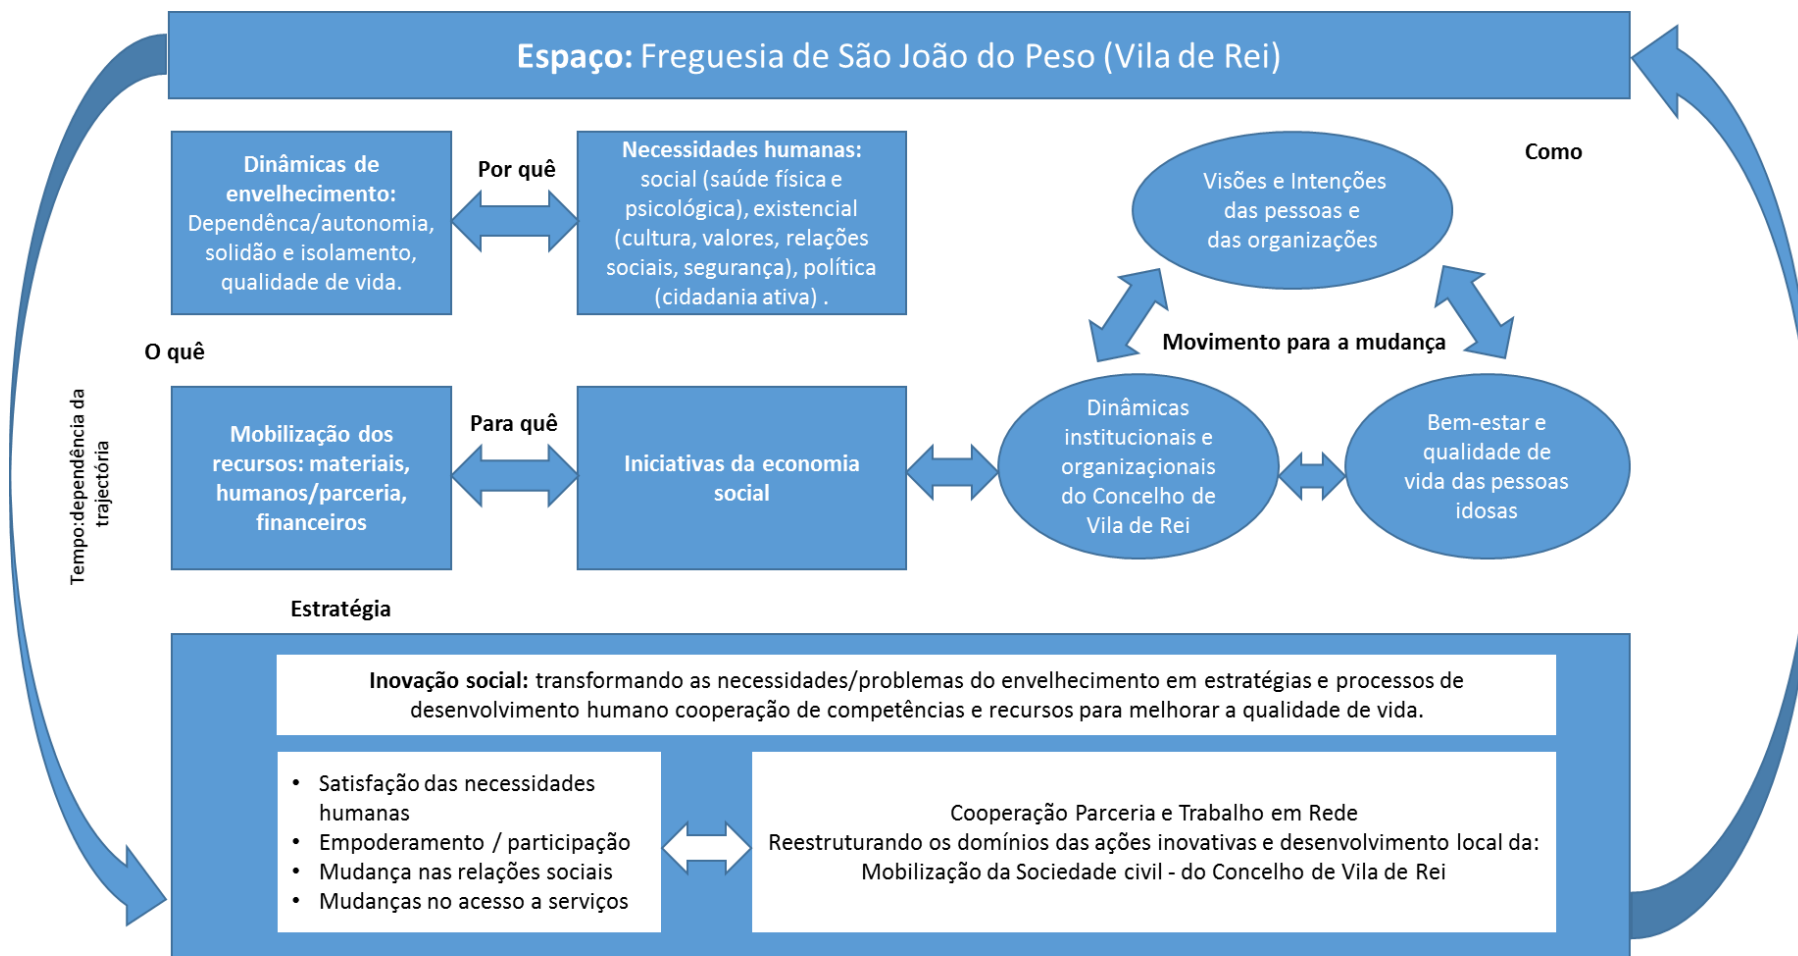 Espaço: Freguesia de São João do Peso (Vila de Rei)
Dinâmicas de
envelhecimento:
Dependênca/autonomia,
solidão e isolamento,
qualidade de vida.
Por quê
Necessidades humanas:
social (saúde física e
psicológica), existencial
(cultura, valores, relações
sociais, segurança), política
(cidadania ativa) .
Como
Visões e Intenções
das pessoas e
das organizações
O quê
Movimento para a mudança
Tempo:dependência da
trajectória
Mobilização dos
recursos: materiais,
humanos/parceria,
financeiros
Para quê
Iniciativas da economia
social
Dinâmicas
institucionais e
organizaçionais
do Concelho de
Vila de Rei
Bem-estar e
qualidade de
vida das pessoas
idosas
Estratégia
Inovação social: transformando as necessidades/problemas do envelhecimento em estratégias e processos de
desenvolvimento humano cooperação de competências e recursos para melhorar a qualidade de vida.
• Satisfação das necessidades
humanas
• Empoderamento / participação
• Mudança nas relações sociais
• Mudanças no acesso a serviços
Cooperação Parceria e Trabalho em Rede
Reestruturando os domínios das ações inovativas e desenvolvimento local da:
Mobilização da Sociedade civil - do Concelho de Vila de Rei